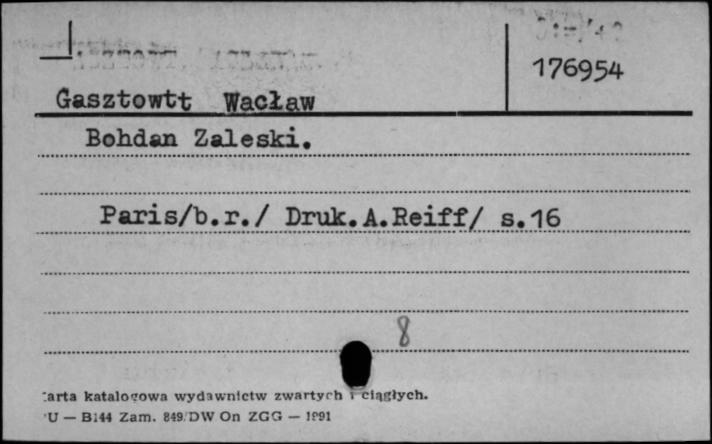 176954
Gasztowtt Wacław
Bohdan Zaleski.
Paris/b.r./ Druk.A.Reiff/ s.16
8
arta katalogowa wydawnictw zwartych i ciągłych.
U — B144 Zam. 849/DW On ZGG — 1991